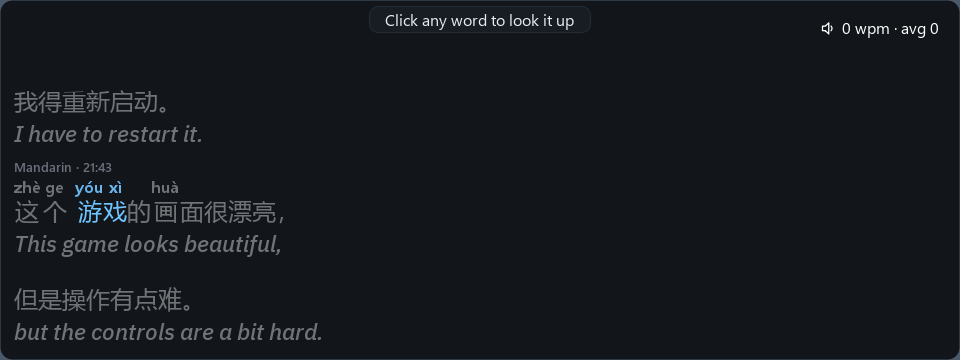 Click any word to look it up
0 wpm · avg 0
我得重新启动。
I have to restart it.
Mandarin · 21:43
zhè ge yóu xì huà
这个游戏的画面很漂亮，
This game looks beautiful,
但是操作有点难。
but the controls are a bit hard.